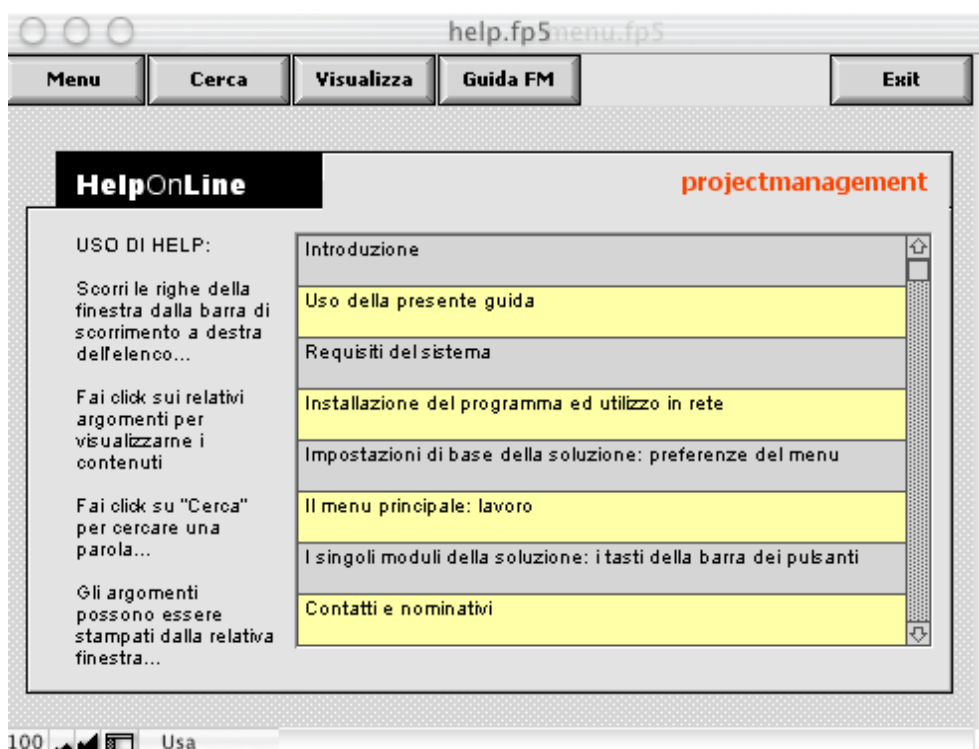 help.fp5menu.fp5
Menu
Cerca
Visualizza
Guida FM
Exit
HelpOnLine
projectmanagement
USO DI HELP:
Scorri le righe della
finestra dalla barra di
scorrimento a destra
dell'elenco...
Fai click sui relativi
argomenti per
visualizzarne i
contenuti
Fai click su "Cerca"
per cercare una
parola...
Gli argomenti
possono essere
stampati dalla relativa
finestra...
Introduzione
Uso della presente guida
Requisiti del sistema
Installazione del programma ed utilizzo in rete
Impostazioni di base della soluzione: preferenze del menu
Il menu principale: lavoro
I singoli moduli della soluzione: i tasti della barra dei pulsanti
Contatti e nominativi
100
Usa